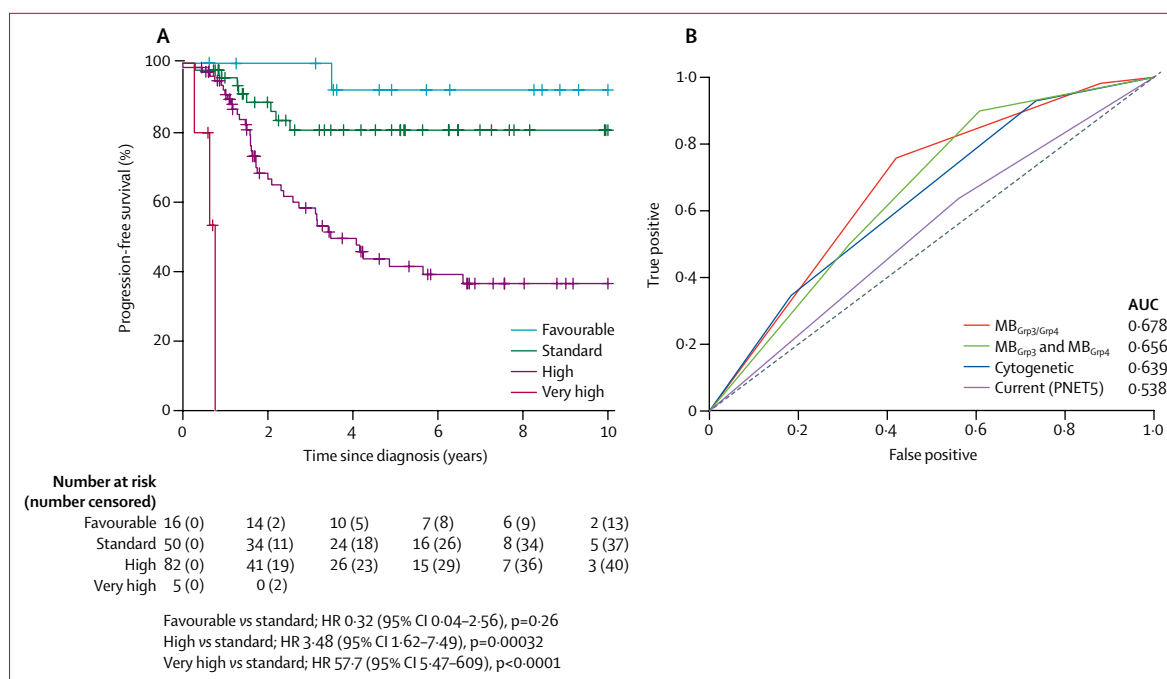 A
Progression-free survival (%)
100
80
60
40
20
0
0 2 4 6 8 10
Time since diagnosis (years)
Favourable
Standard
High
Very high
Number at risk
(number censored)
Favourable 16 (0) 14 (2) 10 (5) 7 (8) 6 (9) 2 (13)
Standard 50 (0) 34 (11) 24 (18) 16 (26) 8 (34) 5 (37)
High 82 (0) 41 (19) 26 (23) 15 (29) 7 (36) 3 (40)
Very high 5 (0) 0 (2)
Favourable vs standard; HR 0·32 (95% CI 0·04–2·56), p=0·26
High vs standard; HR 3·48 (95% CI 1·62–7·49), p=0·00032
Very high vs standard; HR 57·7 (95% CI 5·47–609), p<0·0001
B
True positive
1·0
0·8
0·6
0·4
0·2
0
0 0·2 0·4 0·6 0·8 1·0
False positive
AUC
MBGrp3/Grp4 0·678
MBGrp3 and MBGrp4 0·656
Cytogenetic 0·639
Current (PNET5) 0·538